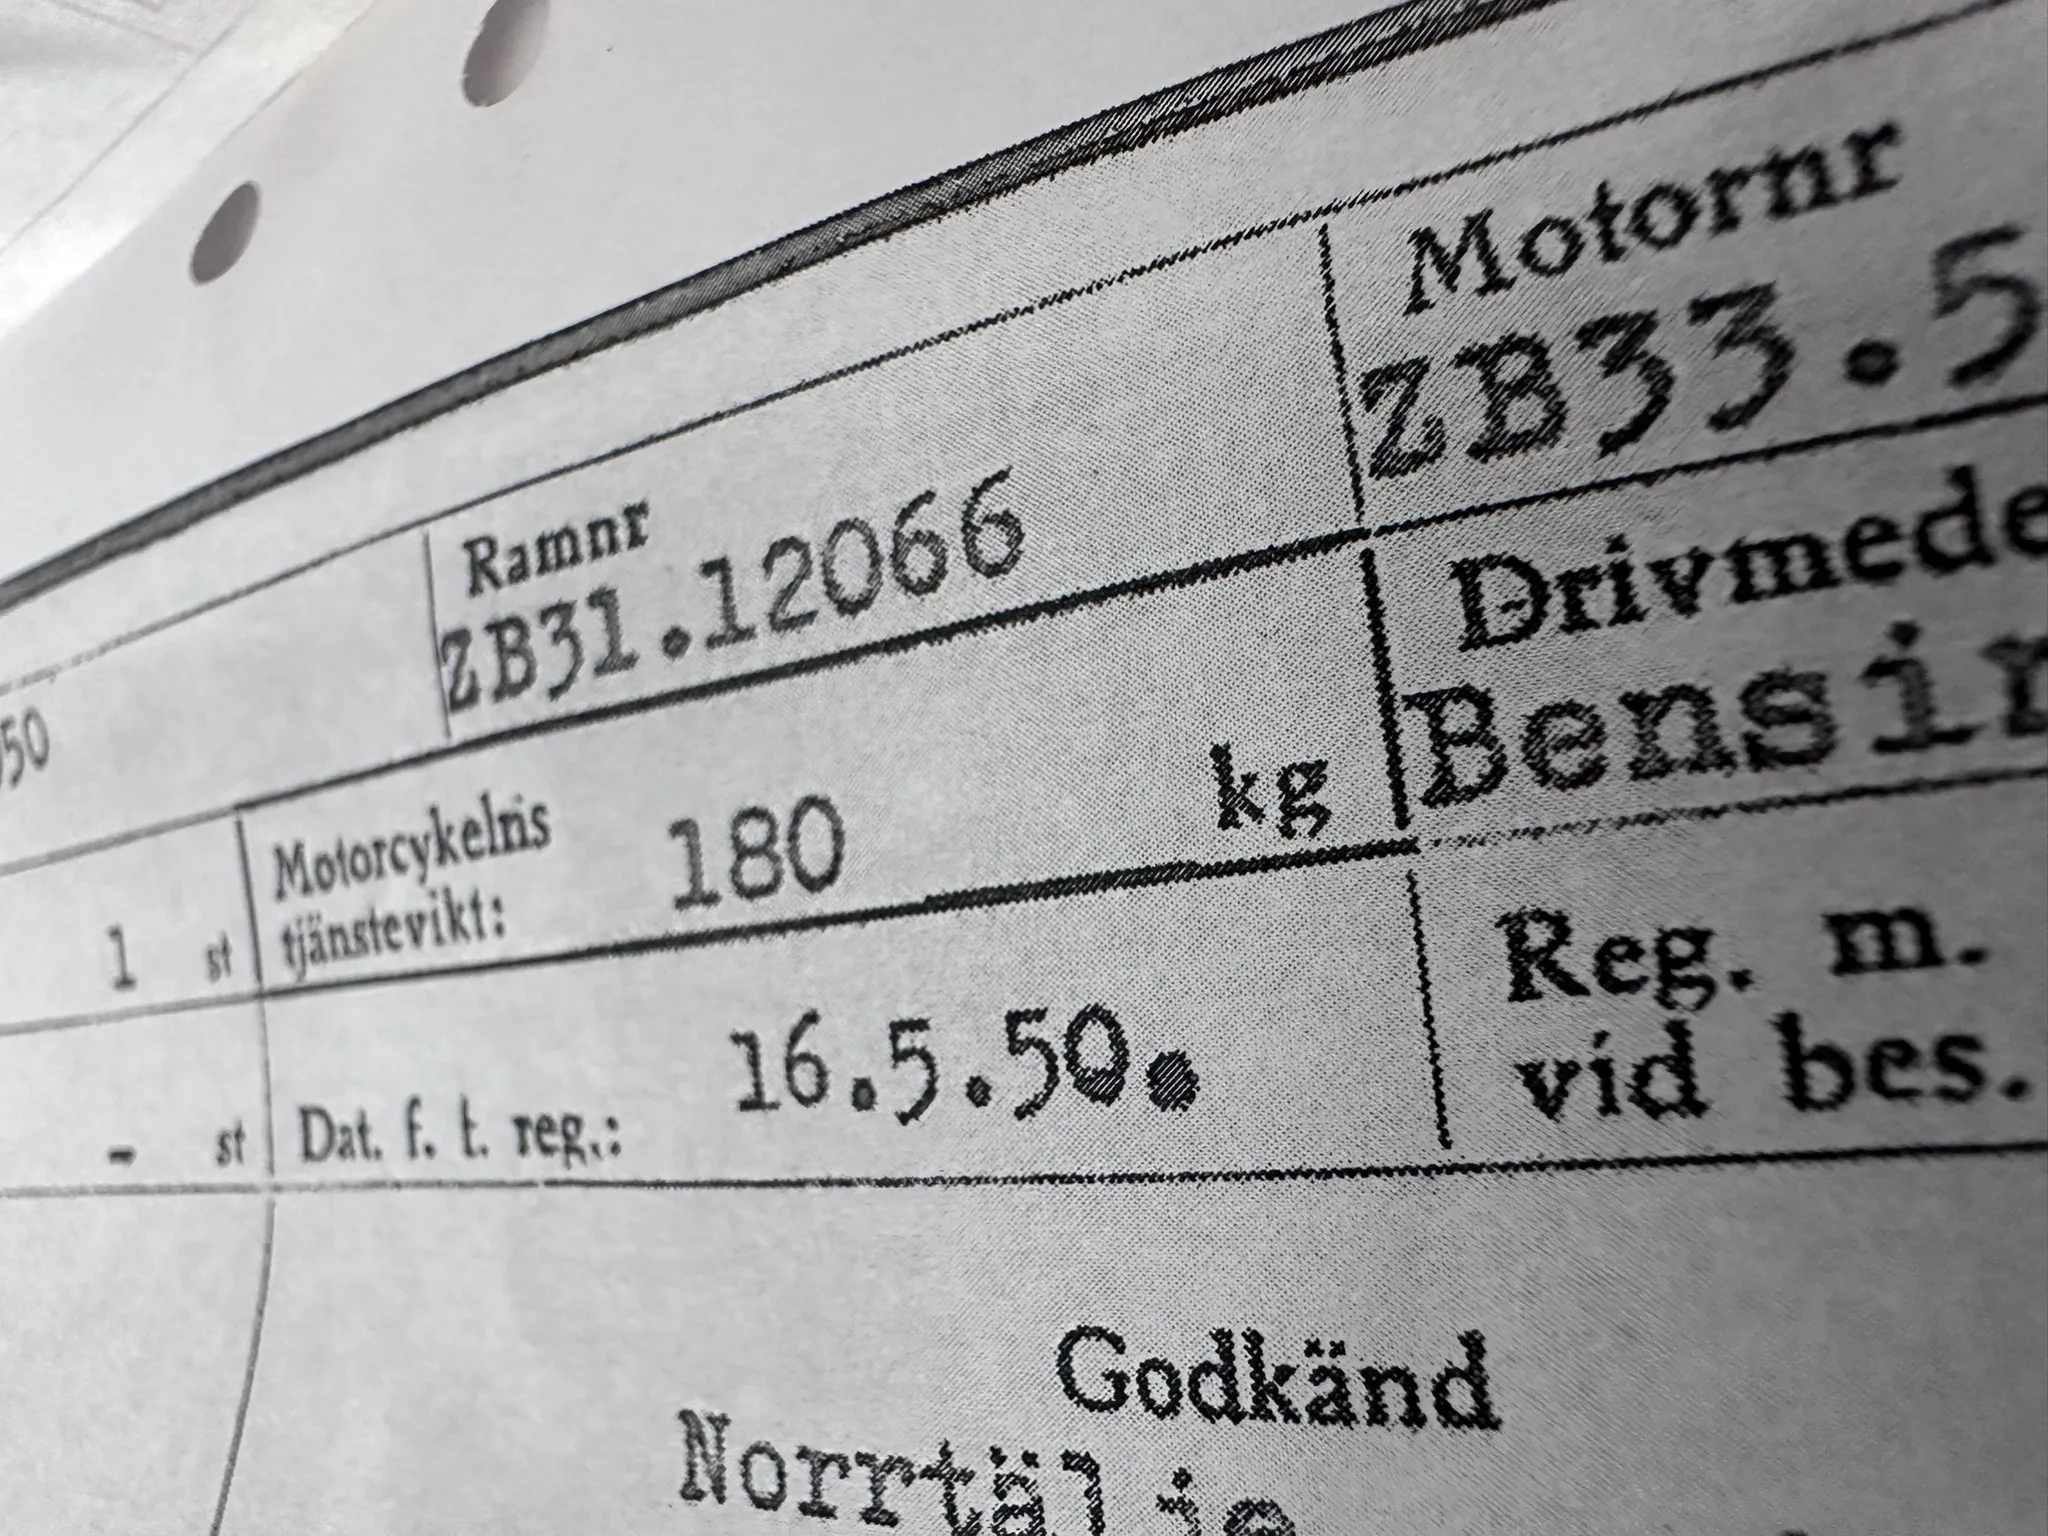 Motornr
ZB33.5
Ramnr
ZB31.12066
50
Drivmede
Bensin
Motorcykelns
tjänstevikt: 180 kg
1 st
Reg. m.
vid bes.
Dat. f. t. reg.: 16.5.50.
- st
Godkänd
Norrtälje